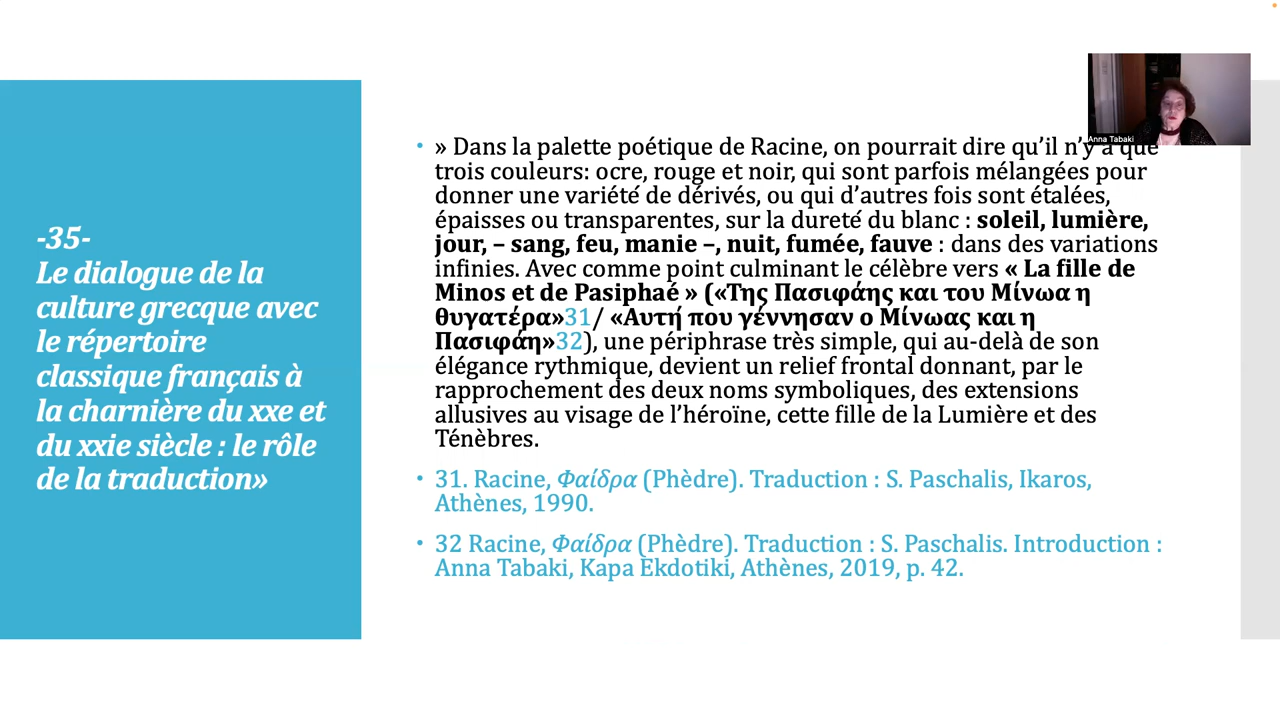 -35-
Le dialogue de la
culture grecque avec
le répertoire
classique français à
la charnière du xxe et
du xxie siècle : le rôle
de la traduction»
Anna Tabaki
• » Dans la palette poétique de Racine, on pourrait dire qu’il n’y a que
trois couleurs: ocre, rouge et noir, qui sont parfois mélangées pour
donner une variété de dérivés, ou qui d’autres fois sont étalées,
épaisses ou transparentes, sur la dureté du blanc : soleil, lumière,
jour, – sang, feu, manie –, nuit, fumée, fauve : dans des variations
infinies. Avec comme point culminant le célèbre vers « La fille de
Minos et de Pasiphaé » («Της Πασιφάης και του Μίνωα η
θυγατέρα»31/ «Αυτή που γέννησαν ο Μίνωας και η
Πασιφάη»32), une périphrase très simple, qui au-delà de son
élégance rythmique, devient un relief frontal donnant, par le
rapprochement des deux noms symboliques, des extensions
allusives au visage de l’héroïne, cette fille de la Lumière et des
Ténèbres.
• 31. Racine, Φαίδρα (Phèdre). Traduction : S. Paschalis, Ikaros,
Athènes, 1990.
• 32 Racine, Φαίδρα (Phèdre). Traduction : S. Paschalis. Introduction :
Anna Tabaki, Kapa Ekdotiki, Athènes, 2019, p. 42.